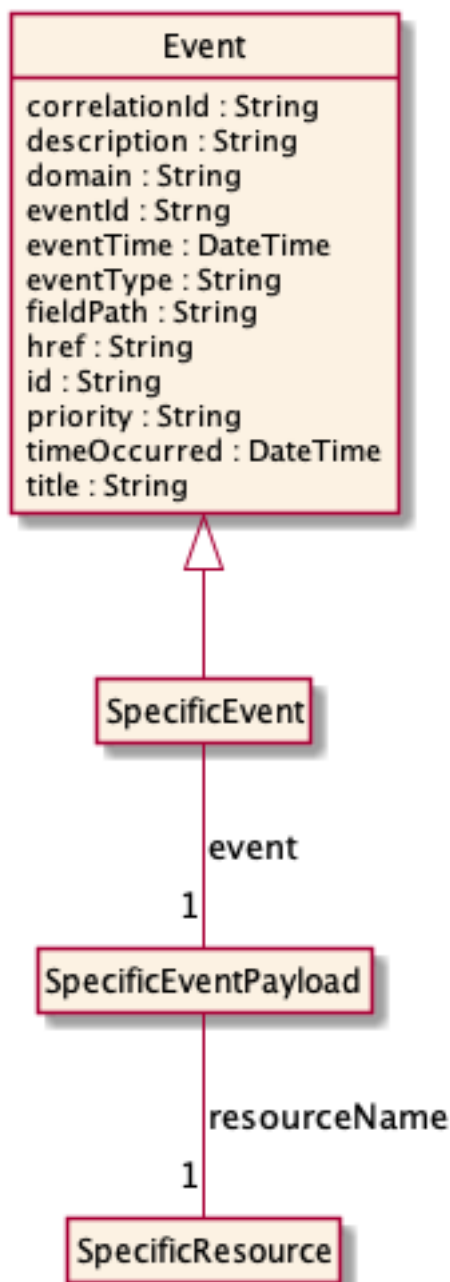 Event
correlationId : String
description : String
domain : String
eventId : Strng
eventTime : DateTime
eventType : String
fieldPath : String
href : String
id : String
priority : String
timeOccurred : DateTime
title : String
SpecificEvent
event
1
SpecificEventPayload
resourceName
1
SpecificResource